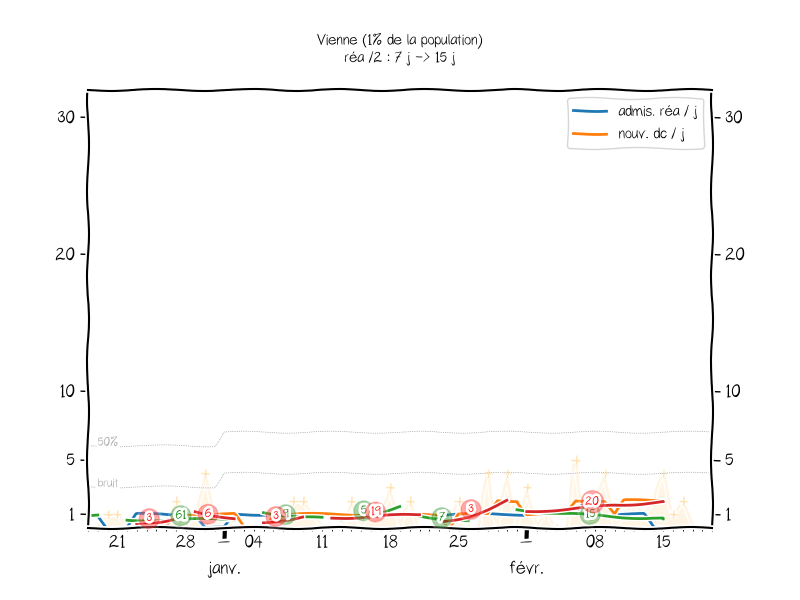 Vienne (1% de la population)
réa /2 : 7 j -> 15 j
30 30
admis. réa / j
nouv. dc / j
20 20
10 10
50%
5 5
bruit
1 1
3 61 6 3 5 19 7 3 20 15
21 28 04 11 18 25 08 15
janv. févr.